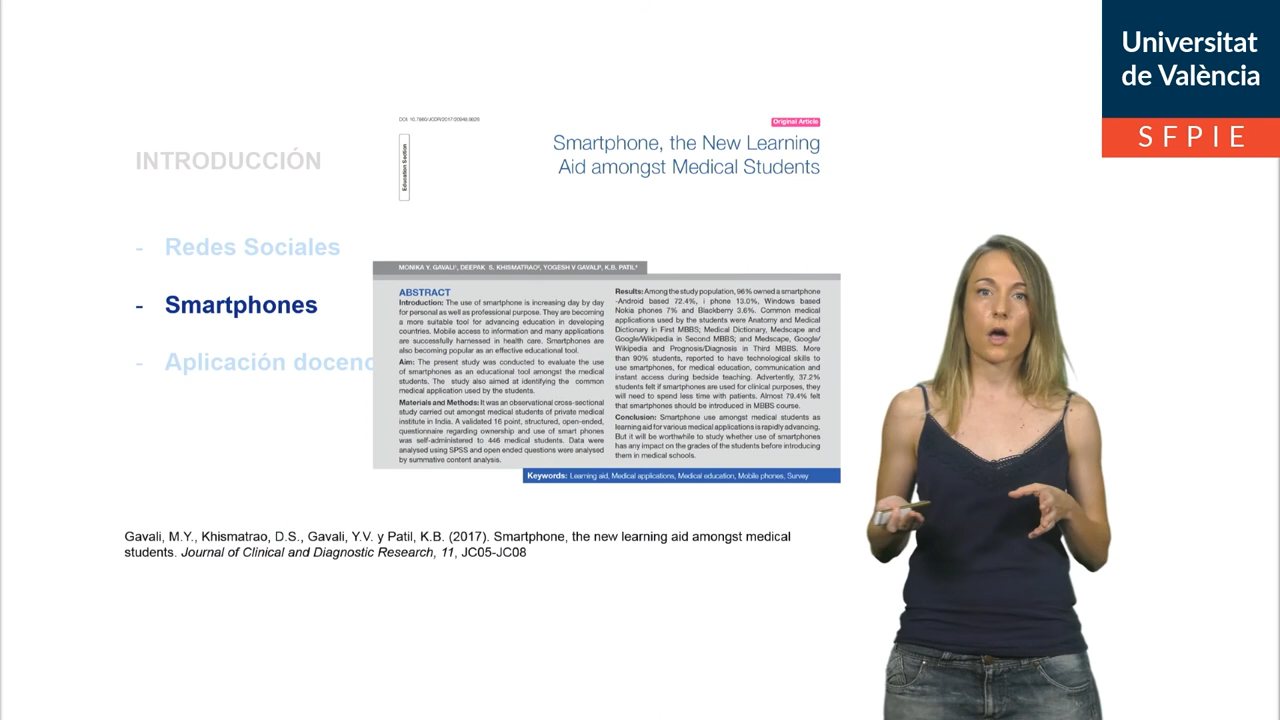 Universitat
de València
SFPIE
DOI: 10.7860/JCDR/2017/20948.9826
Original Article
Education Section
Smartphone, the New Learning
Aid amongst Medical Students
INTRODUCCIÓN
- Redes Sociales
- Smartphones
- Aplicación docenc
MONIKA Y. GAVALI¹, DEEPAK S. KHISMATRAO², YOGESH V GAVALI³, K.B. PATIL⁴
ABSTRACT
Introduction: The use of smartphone is increasing day by day
for personal as well as professional purpose. They are becoming
a more suitable tool for advancing education in developing
countries. Mobile access to information and many applications
are successfully harnessed in health care. Smartphones are
also becoming popular as an effective educational tool.
Aim: The present study was conducted to evaluate the use
of smartphones as an educational tool amongst the medical
students. The study also aimed at identifying the common
medical application used by the students.
Materials and Methods: It was an observational cross-sectional
study carried out amongst medical students of private medical
institute in India. A validated 16 point, structured, open-ended,
questionnaire regarding ownership and use of smart phones
was self-administered to 446 medical students. Data were
analysed using SPSS and open ended questions were analysed
by summative content analysis.
Results: Among the study population, 96% owned a smartphone
-Android based 72.4%, i phone 13.0%, Windows based
Nokia phones 7% and Blackberry 3.6%. Common medical
applications used by the students were Anatomy and Medical
Dictionary in First MBBS; Medical Dictionary, Medscape and
Google/Wikipedia in Second MBBS; and Medscape, Google/
Wikipedia and Prognosis/Diagnosis in Third MBBS. More
than 90% students, reported to have technological skills to
use smartphones, for medical education, communication and
instant access during bedside teaching. Advertently, 37.2%
students felt if smartphones are used for clinical purposes, they
will need to spend less time with patients. Almost 79.4% felt
that smartphones should be introduced in MBBS course.
Conclusion: Smartphone use amongst medical students as
learning aid for various medical applications is rapidly advancing.
But it will be worthwhile to study whether use of smartphones
has any impact on the grades of the students before introducing
them in medical schools.
Keywords: Learning aid, Medical applications, Medical education, Mobile phones, Survey
Gavali, M.Y., Khismatrao, D.S., Gavali, Y.V. y Patil, K.B. (2017). Smartphone, the new learning aid amongst medical
students. Journal of Clinical and Diagnostic Research, 11, JC05-JC08